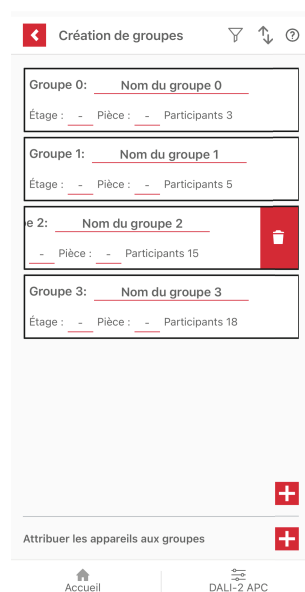 Création de groupes
Groupe 0: Nom du groupe 0
Étage : - Pièce : - Participants 3
Groupe 1: Nom du groupe 1
Étage : - Pièce : - Participants 5
e 2: Nom du groupe 2
- Pièce : - Participants 15
Groupe 3: Nom du groupe 3
Étage : - Pièce : - Participants 18
Attribuer les appareils aux groupes
Accueil DALI-2 APC